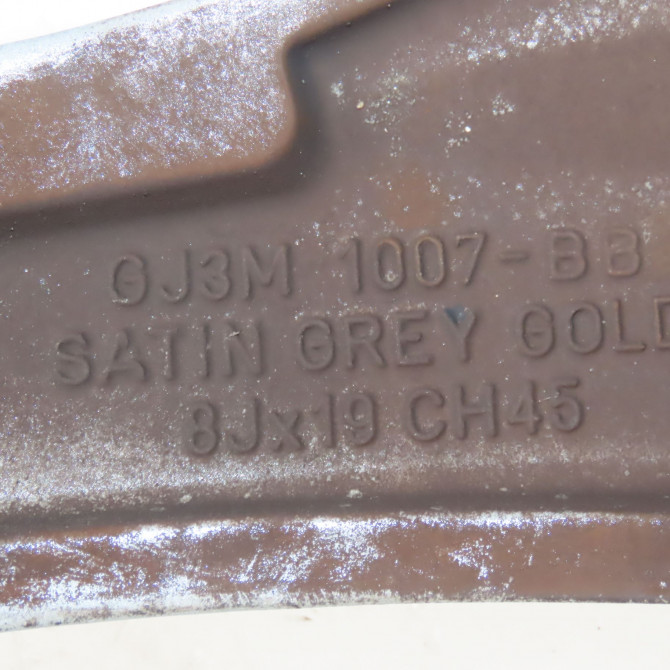 GJ3M 1007-BB
SATIN GREY GOLD
8Jx19 CH45